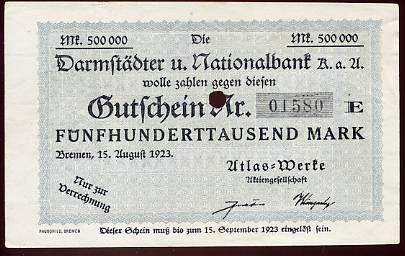 Mk. 500 000 Die Mk. 500 000
Darmstädter u. Nationalbank K. a. A.
wolle zahlen gegen diesen
Gutschein Nr. 01580 E
FÜNFHUNDERTTAUSEND MARK
Bremen, 15. August 1923.
Atlas-Werke
Aktiengesellschaft
Nur zur
Verrechnung
Dieser Schein muß bis zum 15. September 1923 eingelöst sein.